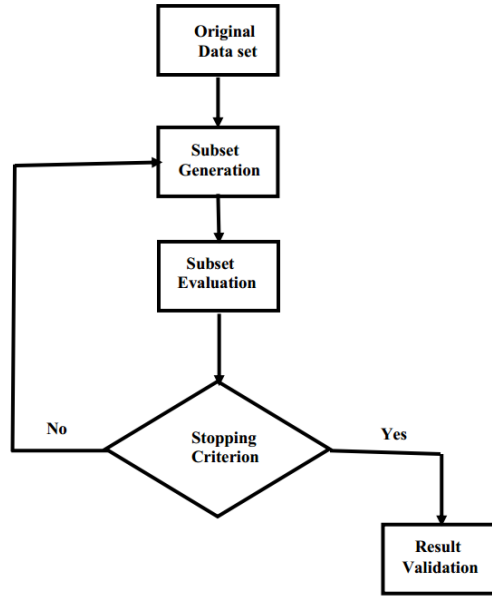 Original
Data set
Subset
Generation
Subset
Evaluation
No
Stopping
Criterion
Yes
Result
Validation